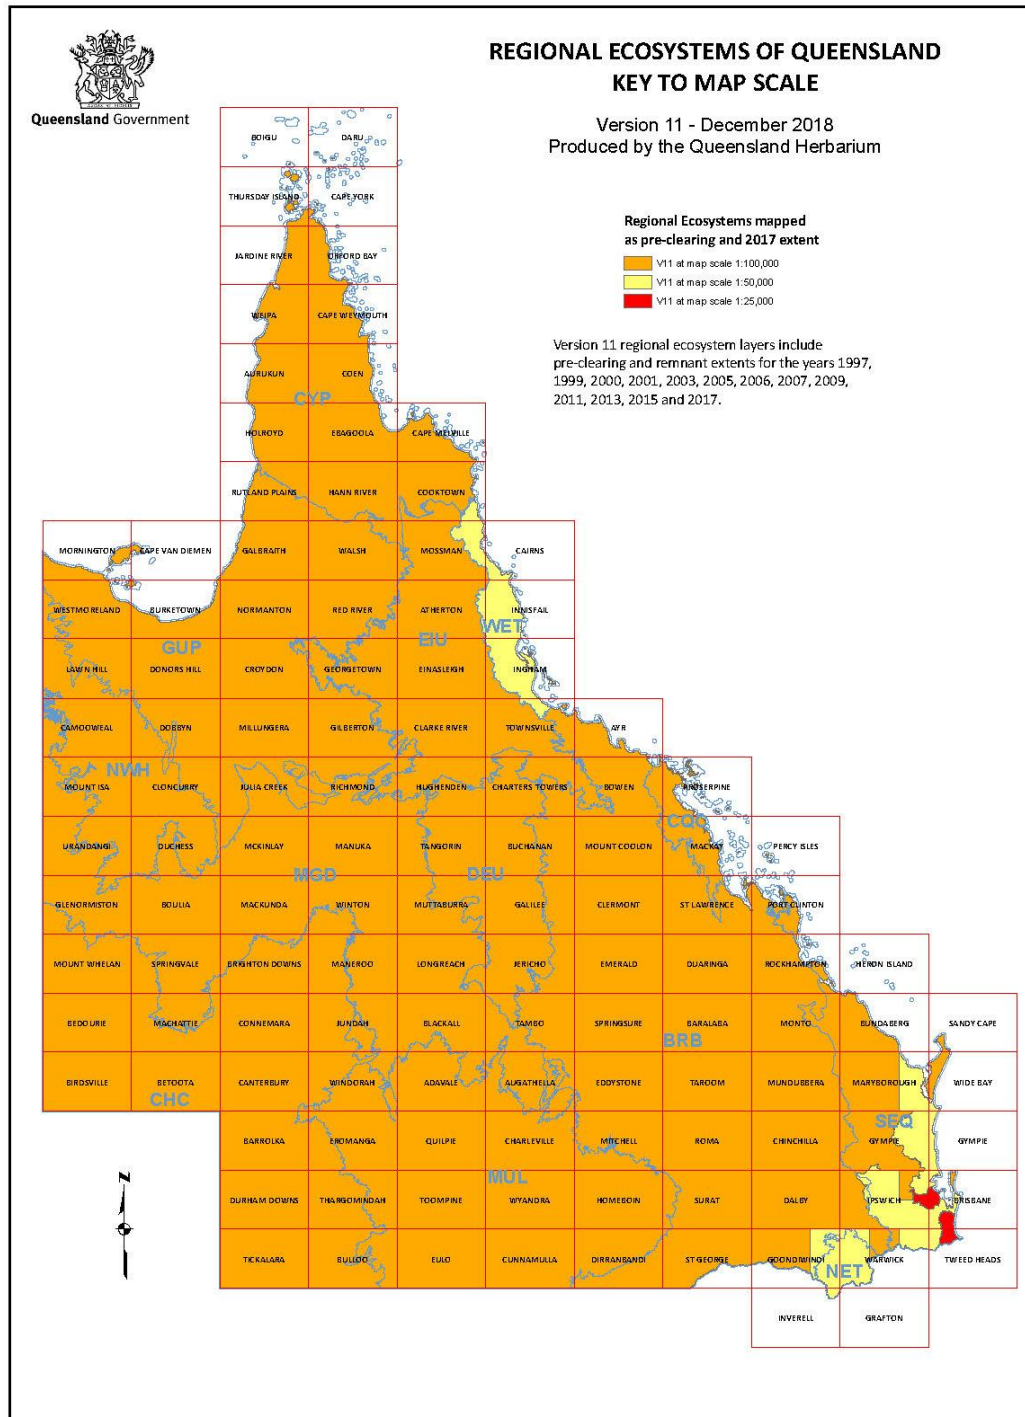 Queensland Government
REGIONAL ECOSYSTEMS OF QUEENSLAND
KEY TO MAP SCALE
Version 11 - December 2018
Produced by the Queensland Herbarium
Regional Ecosystems mapped
as pre-clearing and 2017 extent
V11 at map scale 1:100,000
V11 at map scale 1:50,000
V11 at map scale 1:25,000
Version 11 regional ecosystem layers include
pre-clearing and remnant extents for the years 1997,
1999, 2000, 2001, 2003, 2005, 2006, 2007, 2009,
2011, 2013, 2015 and 2017.
BOIGU DARU
THURSDAY ISLAND CAPE YORK
JARDINE RIVER ORFORD BAY
WEIPA CAPE WEYMOUTH
AURUKUN COEN
CYP
HOLROYD EBAGOOLA CAPE MELVILLE
RUTLAND PLAINS HANN RIVER COOKTOWN
MORNINGTON CAPE VAN DIEMEN GALBRAITH WALSH MOSSMAN CAIRNS
WESTMORELAND BURKETOWN NORMANTON RED RIVER ATHERTON INNISFAIL
GUP EIU WET
LAWN HILL DONORS HILL CROYDON GEORGETOWN EINASLEIGH INGHAM
CAMOOWEAL DOBBYN MILLUNGERA GILBERTON CLARKE RIVER TOWNSVILLE AYR
NWH
MOUNT ISA CLONCURRY JULIA CREEK RICHMOND HUGHENDEN CHARTERS TOWERS BOWEN PROSERPINE
CQC
URANDANGI DUCHESS MCKINLAY MANUKA TANGORIN BUCHANAN MOUNT COOLON MACKAY PERCY ISLES
MGD DEU
GLENORMISTON BOULIA MACKUNDA WINTON MUTTABURRA GALILEE CLERMONT ST LAWRENCE PORT CLINTON
MOUNT WHELAN SPRINGVALE BRIGHTON DOWNS MANEROO LONGREACH JERICHO EMERALD DUARINGA ROCKHAMPTON HERON ISLAND
BEDOURIE MACHATTIE CONNEMARA JUNDAH BLACKALL TAMBO SPRINGSURE BARALABA MONTO BUNDABERG SANDY CAPE
BRB
BIRDSVILLE BETOOTA CANTERBURY WINDORAH ADAVALE AUGATHELLA EDDYSTONE TAROOM MUNDUBBERA MARYBOROUGH WIDE BAY
CHC SEQ
BARROLKA EROMANGA QUILPIE CHARLEVILLE MITCHELL ROMA CHINCHILLA GYMPIE GYMPIE
MUL
DURHAM DOWNS THARGOMINDAH TOOMPINE WYANDRA HOMEBOIN SURAT DALBY IPSWICH BRISBANE
TICKALARA BULLOO EULO CUNNAMULLA DIRRANBANDI ST GEORGE GOONDIWINDI WARWICK TWEED HEADS
NET
INVERELL GRAFTON
Z